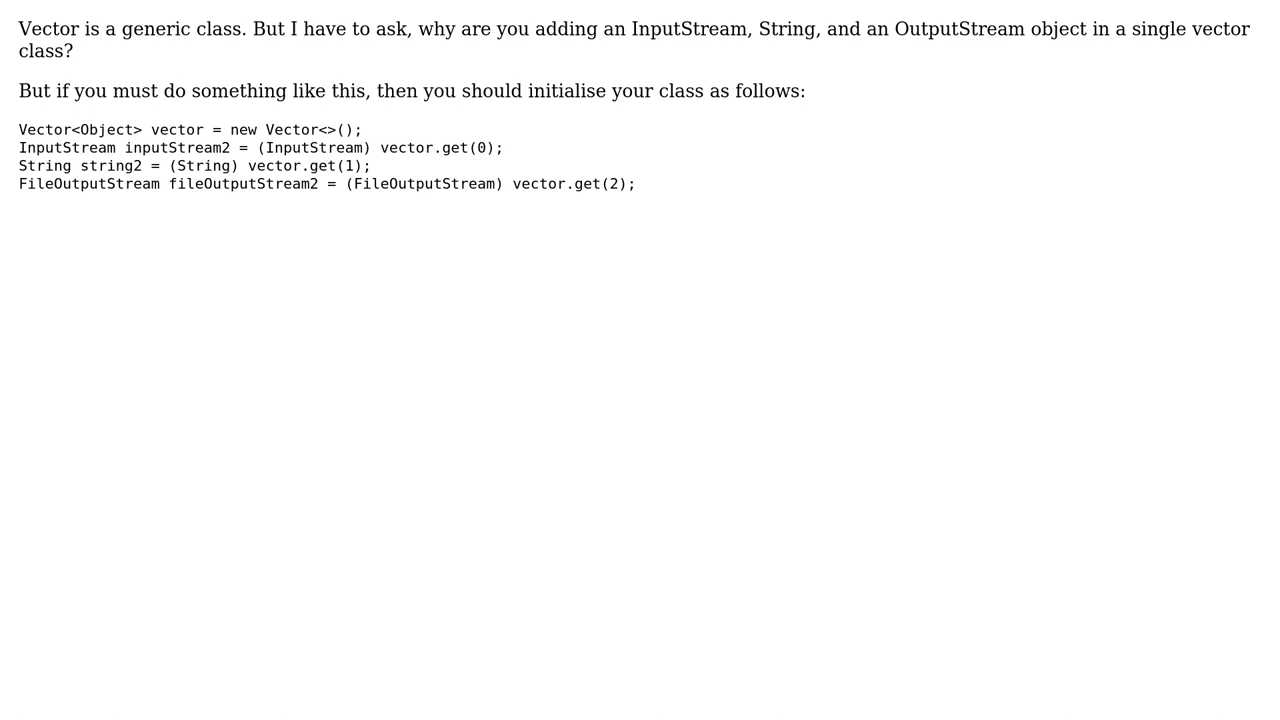 Vector is a generic class. But I have to ask, why are you adding an InputStream, String, and an OutputStream object in a single vector
class?
But if you must do something like this, then you should initialise your class as follows:
Vector<Object> vector = new Vector<>();
InputStream inputStream2 = (InputStream) vector.get(0);
String string2 = (String) vector.get(1);
FileOutputStream fileOutputStream2 = (FileOutputStream) vector.get(2);